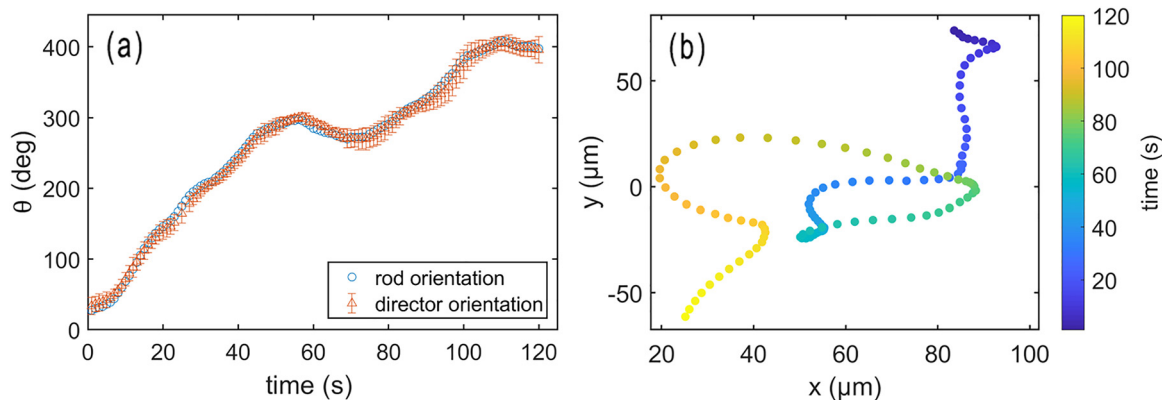 (a)
θ (deg)
400
300
200
100
0
0 20 40 60 80 100 120
time (s)
rod orientation
director orientation
(b)
y (µm)
50
0
-50
20 40 60 80 100
x (µm)
120
100
80
60
40
20
time (s)